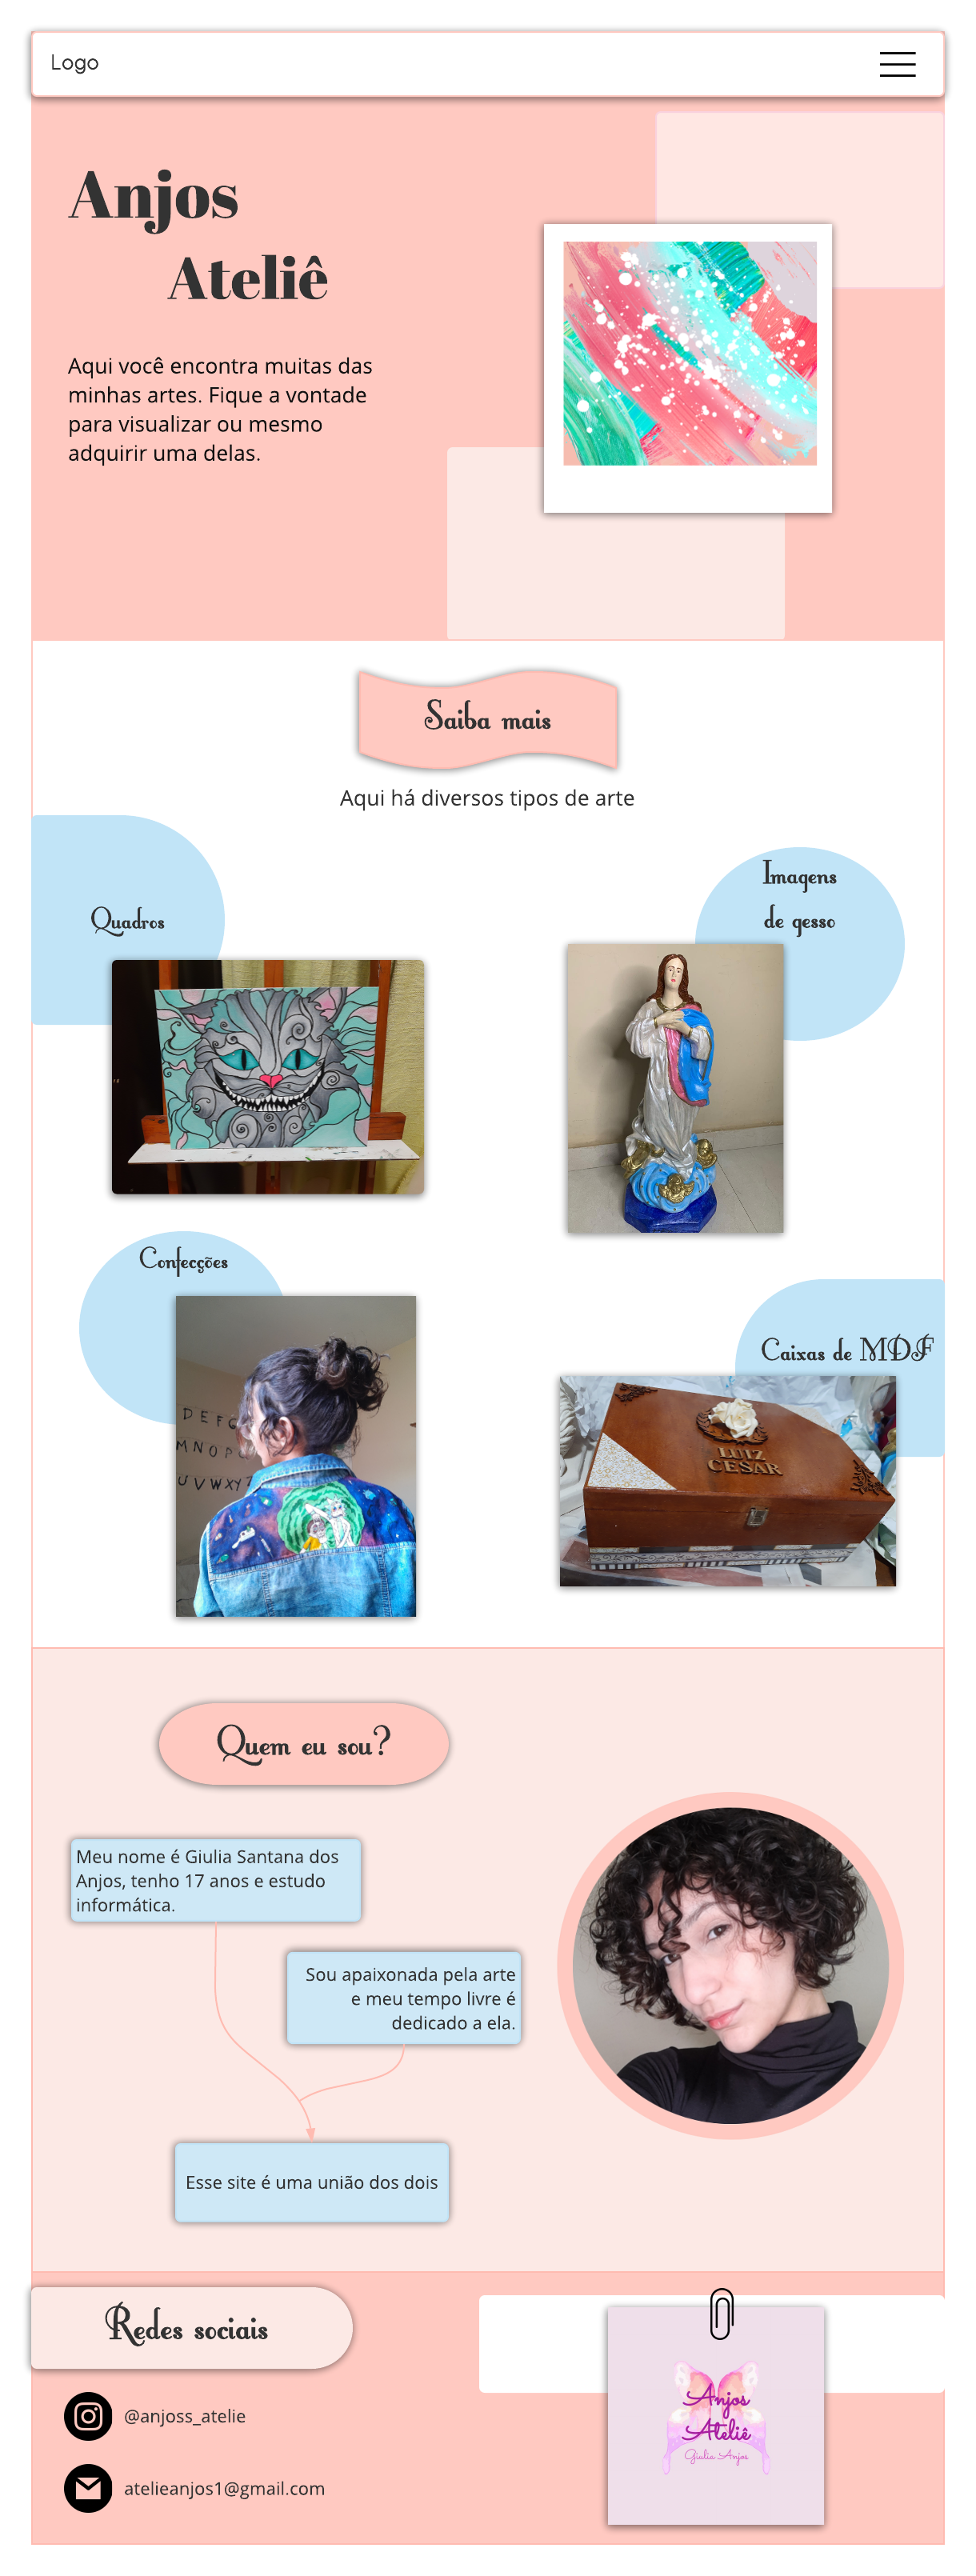 Logo
Anjos
Ateliê
Aqui você encontra muitas das
minhas artes. Fique a vontade
para visualizar ou mesmo
adquirir uma delas.
Saiba mais
Aqui há diversos tipos de arte
Quadros
Imagens
de gesso
Confecções
D E F G
M N O P
U V W X Y Z
Caixas de MDF
LUIZ
CESAR
Quem eu sou?
Meu nome é Giulia Santana dos
Anjos, tenho 17 anos e estudo
informática.
Sou apaixonada pela arte
e meu tempo livre é
dedicado a ela.
Esse site é uma união dos dois
Redes sociais
@anjoss_atelie
atelieanjos1@gmail.com
Anjos
Ateliê
Giulia Anjos